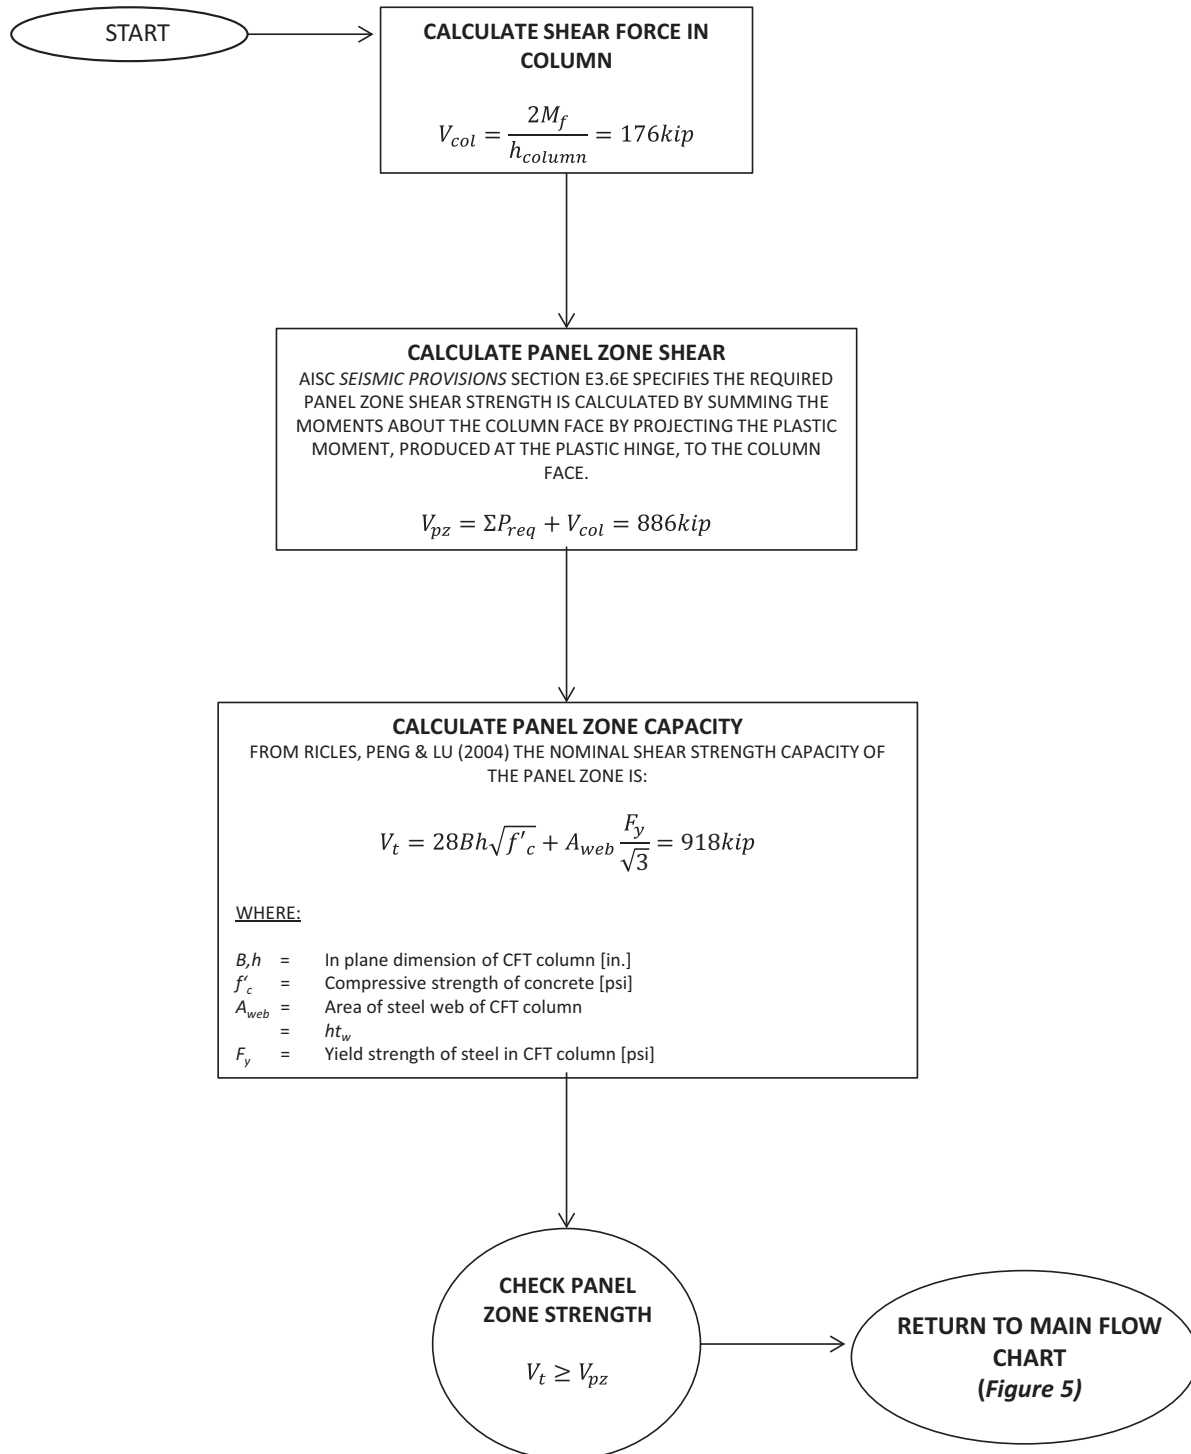 START
CALCULATE SHEAR FORCE IN
COLUMN
V_{col} = \frac{2M_f}{h_{column}} = 176kip
CALCULATE PANEL ZONE SHEAR
AISC SEISMIC PROVISIONS SECTION E3.6E SPECIFIES THE REQUIRED
PANEL ZONE SHEAR STRENGTH IS CALCULATED BY SUMMING THE
MOMENTS ABOUT THE COLUMN FACE BY PROJECTING THE PLASTIC
MOMENT, PRODUCED AT THE PLASTIC HINGE, TO THE COLUMN
FACE.
V_{pz} = ΣP_{req} + V_{col} = 886kip
CALCULATE PANEL ZONE CAPACITY
FROM RICLES, PENG & LU (2004) THE NOMINAL SHEAR STRENGTH CAPACITY OF
THE PANEL ZONE IS:
V_t = 28Bh\sqrt{f'_c} + A_{web} \frac{F_y}{\sqrt{3}} = 918kip
WHERE:
B,h = In plane dimension of CFT column [in.]
f'_c = Compressive strength of concrete [psi]
A_{web} = Area of steel web of CFT column
= ht_w
F_y = Yield strength of steel in CFT column [psi]
CHECK PANEL
ZONE STRENGTH
V_t ≥ V_{pz}
RETURN TO MAIN FLOW
CHART
(Figure 5)